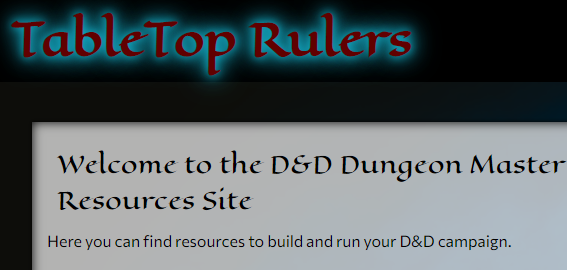 TableTop Rulers
Welcome to the D&D Dungeon Master
Resources Site
Here you can find resources to build and run your D&D campaign.